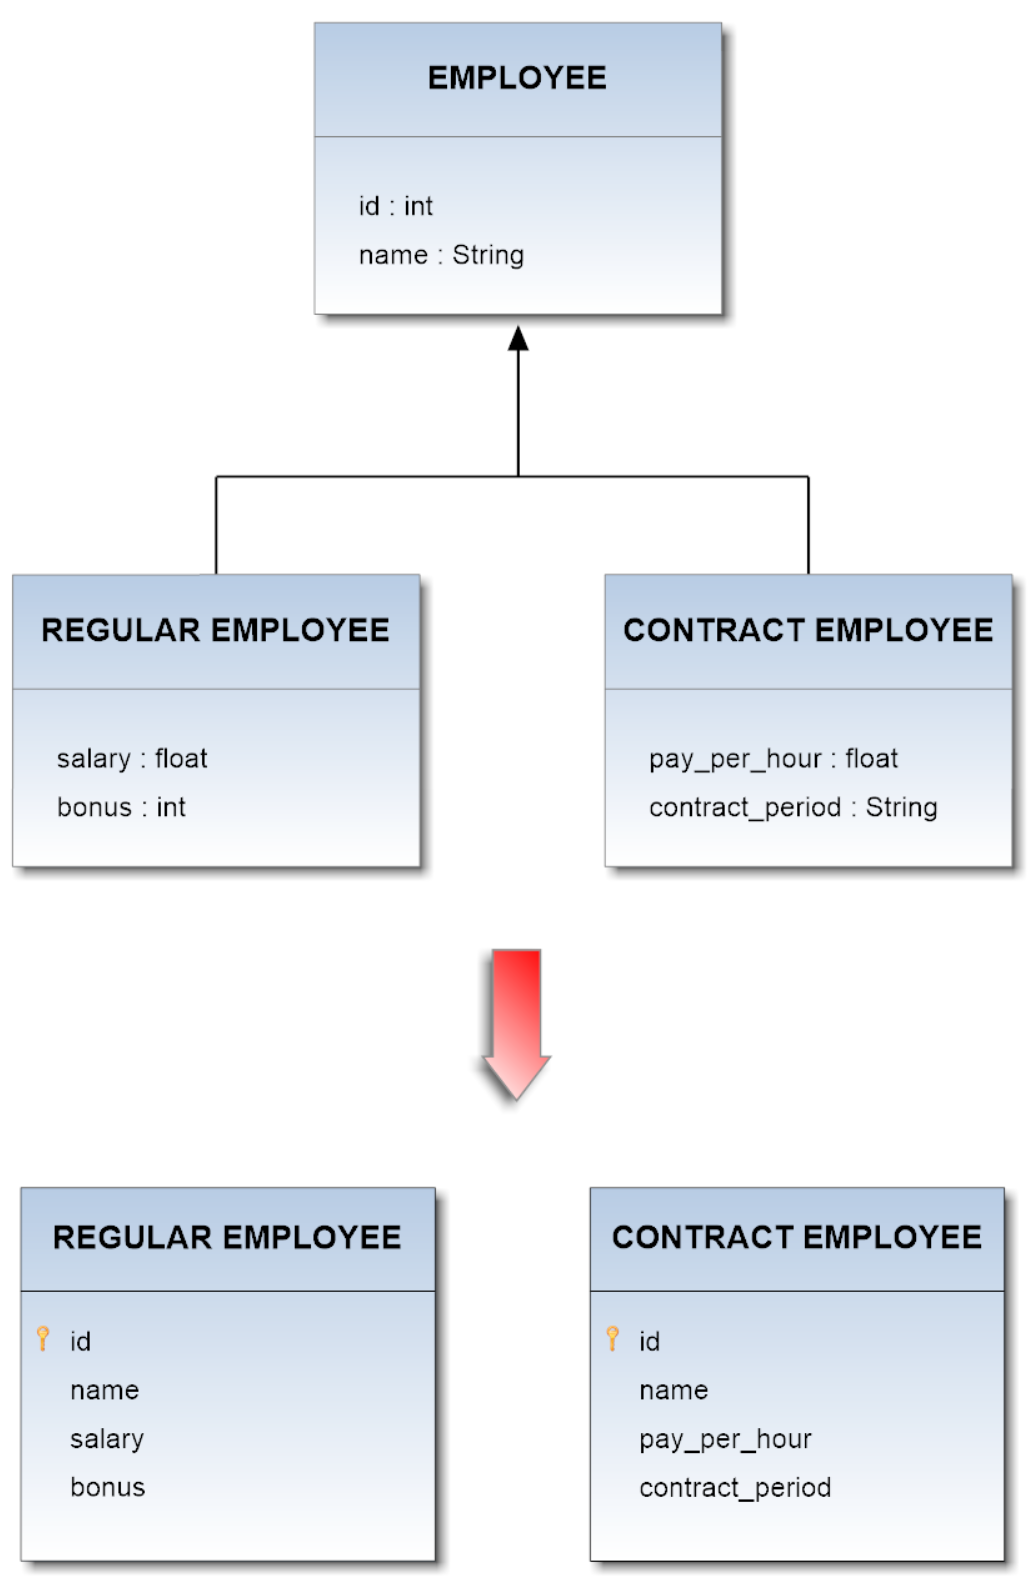 EMPLOYEE
id : int
name : String
REGULAR EMPLOYEE
salary : float
bonus : int
CONTRACT EMPLOYEE
pay_per_hour : float
contract_period : String
REGULAR EMPLOYEE
id
name
salary
bonus
CONTRACT EMPLOYEE
id
name
pay_per_hour
contract_period